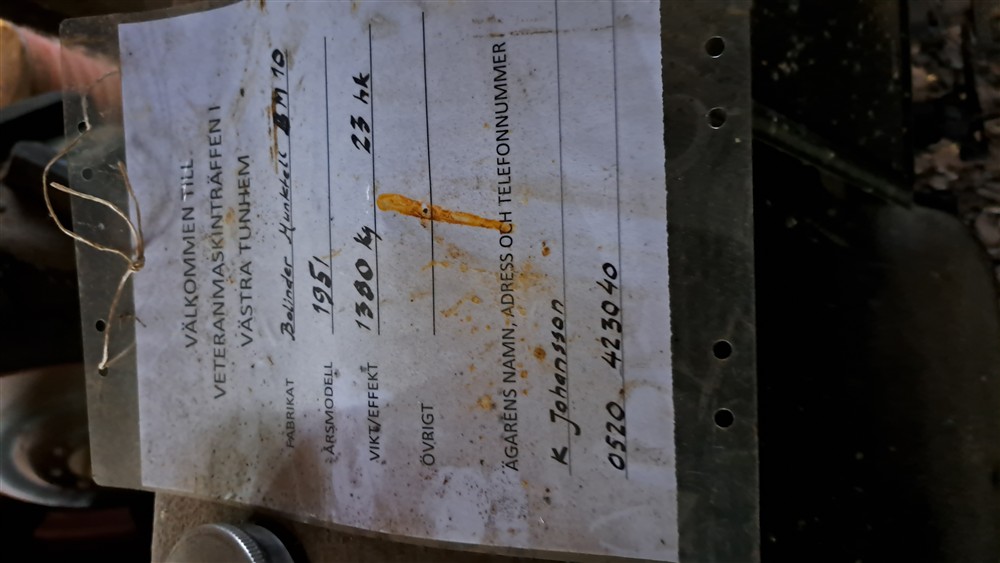 VÄLKOMMEN TILL
VETERANMASKINTRÄFFEN I
VÄSTRA TUNHEM
FABRIKAT Bolinder Munktell BM 10
ÅRSMODELL 1951
VIKT/EFFEKT 1380 kg 23 hk
ÖVRIGT
ÄGARENS NAMN, ADRESS OCH TELEFONNUMMER
K Johansson
0520 423040